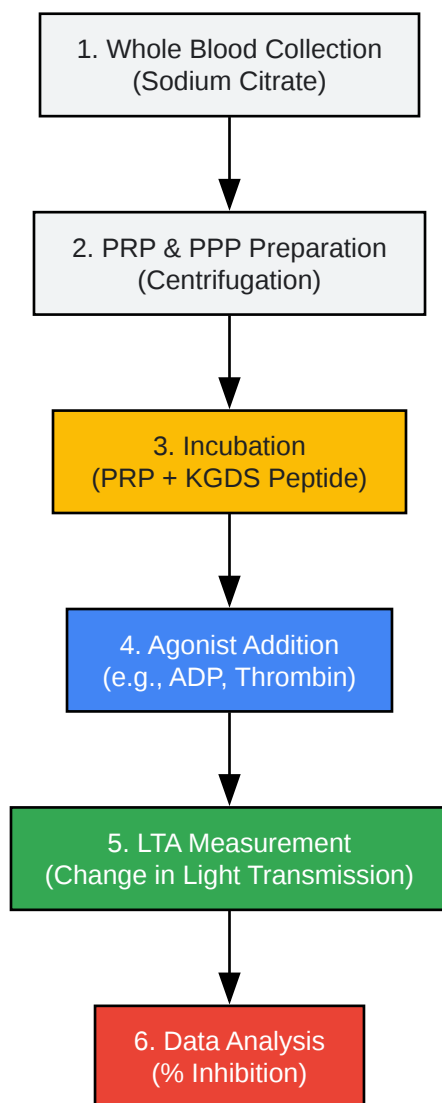 1. Whole Blood Collection
(Sodium Citrate)
2. PRP & PPP Preparation
(Centrifugation)
3. Incubation
(PRP + KGDS Peptide)
4. Agonist Addition
(e.g., ADP, Thrombin)
5. LTA Measurement
(Change in Light Transmission)
6. Data Analysis
(% Inhibition)